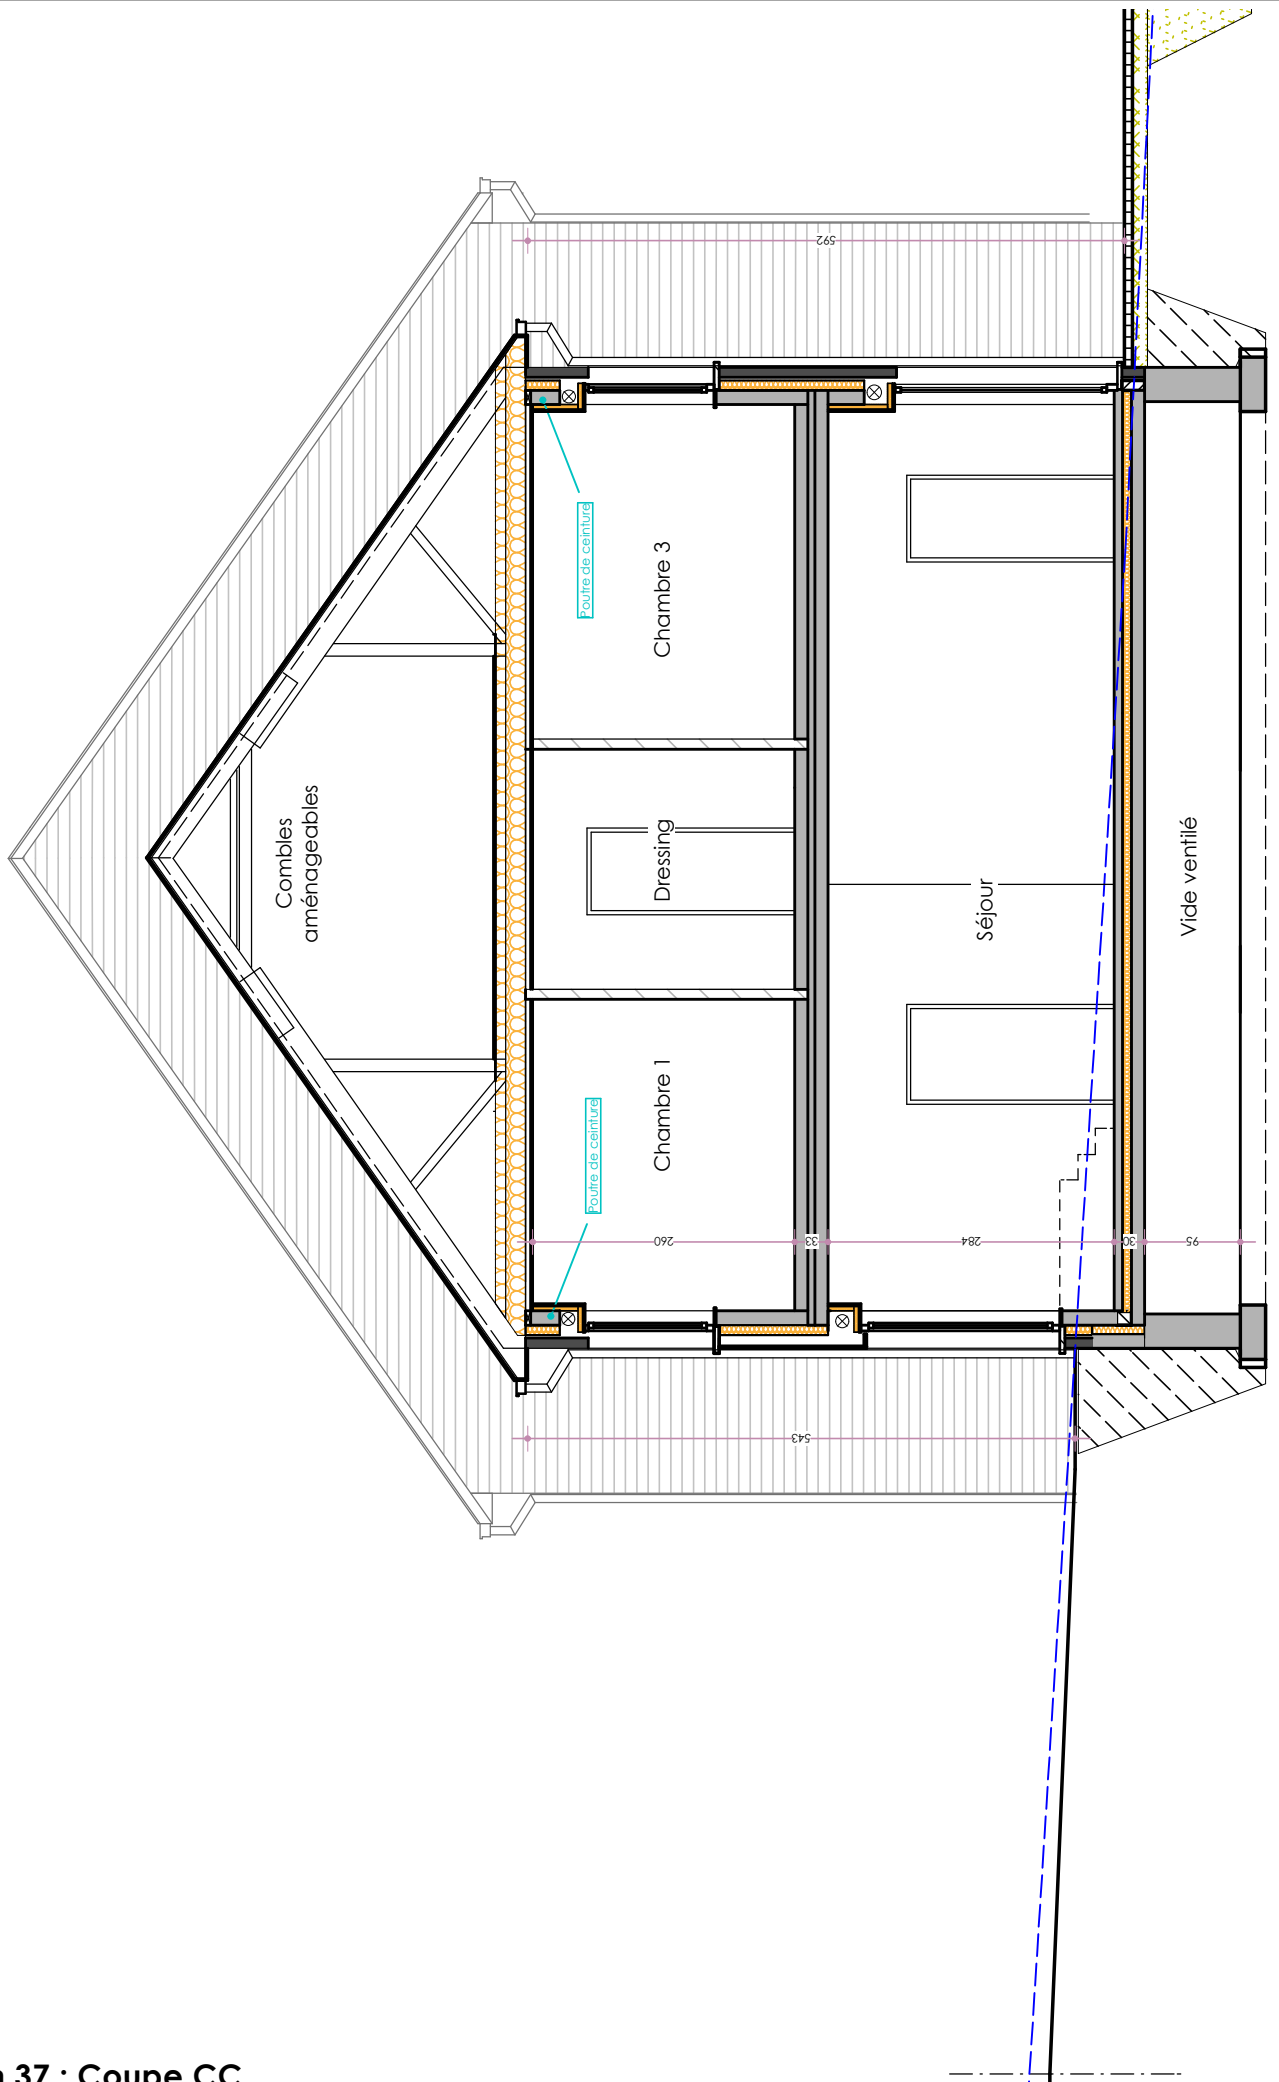 592
Poutre de ceinture
Chambre 3
Combles
aménageables
Dressing
Séjour
Vide ventilé
Chambre 1
Poutre de ceinture
260
33
284
30
95
543
37 : Coupe CC